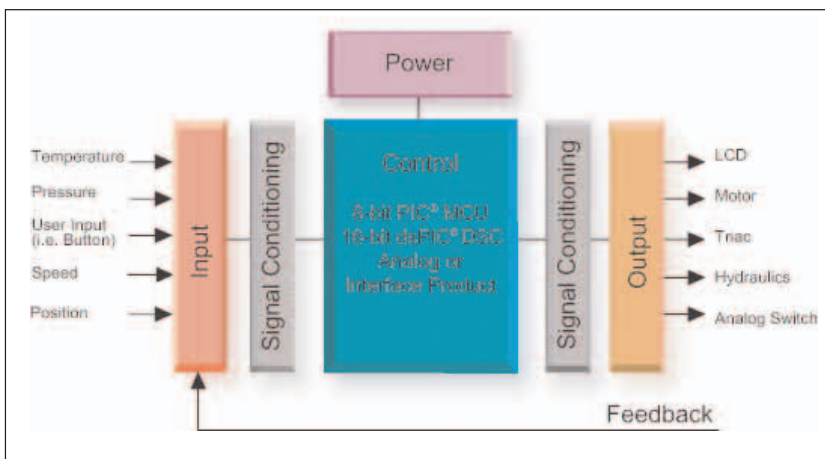 Power
Temperature
Pressure
User Input
(i.e. Button)
Speed
Position
Input
Signal Conditioning
Control
8-bit PIC® MCU
16-bit dsPIC® DSC
Analog or
Interface Product
Signal Conditioning
Output
LCD
Motor
Triac
Hydraulics
Analog Switch
Feedback